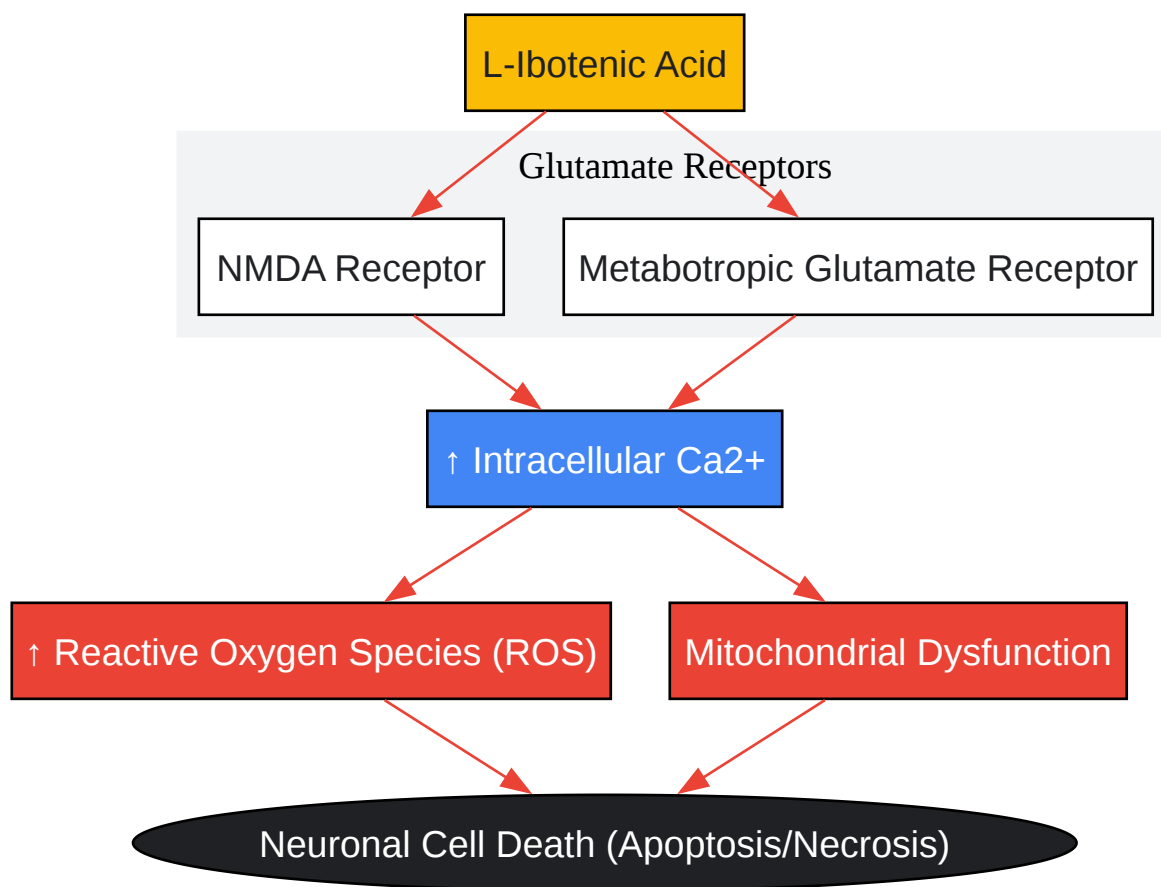 L-Ibotenic Acid
Glutamate Receptors
NMDA Receptor
Metabotropic Glutamate Receptor
↑ Intracellular Ca2+
↑ Reactive Oxygen Species (ROS)
Mitochondrial Dysfunction
Neuronal Cell Death (Apoptosis/Necrosis)